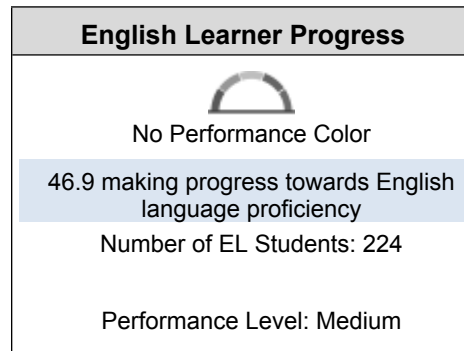 English Learner Progress
No Performance Color
46.9 making progress towards English
language proficiency
Number of EL Students: 224
Performance Level: Medium